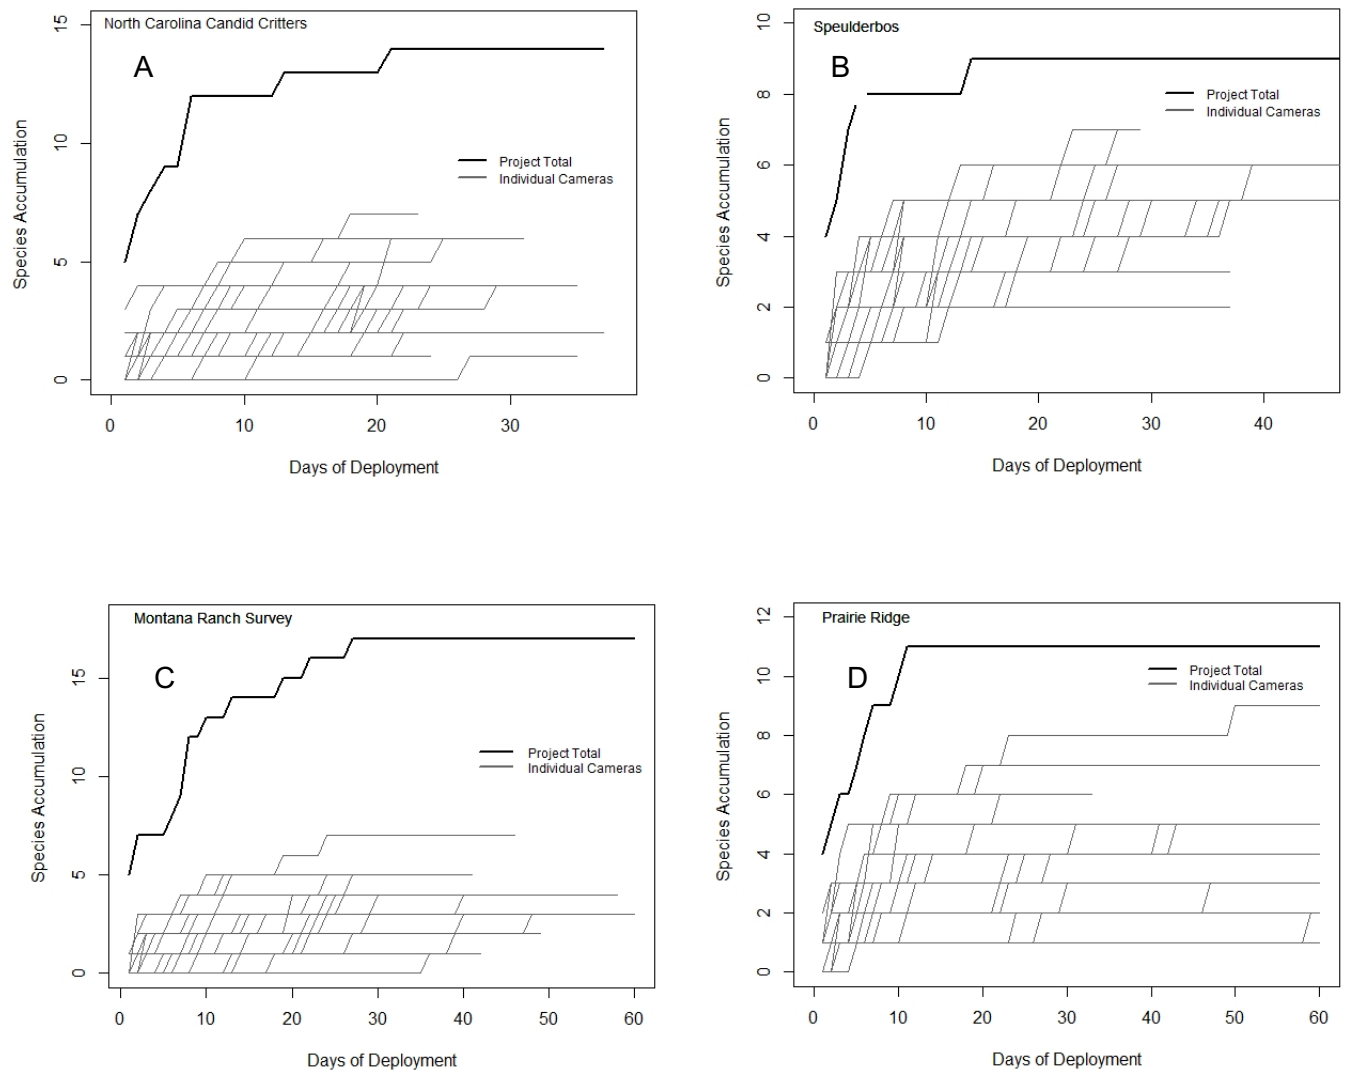 North Carolina Candid Critters
A
Project Total
Individual Cameras
Species Accumulation
15
10
5
0
0 10 20 30
Days of Deployment
Speulderbos
B
Project Total
Individual Cameras
Species Accumulation
10
8
6
4
2
0
0 10 20 30 40
Days of Deployment
Montana Ranch Survey
C
Project Total
Individual Cameras
Species Accumulation
15
10
5
0
0 10 20 30 40 50 60
Days of Deployment
Prairie Ridge
D
Project Total
Individual Cameras
Species Accumulation
12
10
8
6
4
2
0
0 10 20 30 40 50 60
Days of Deployment